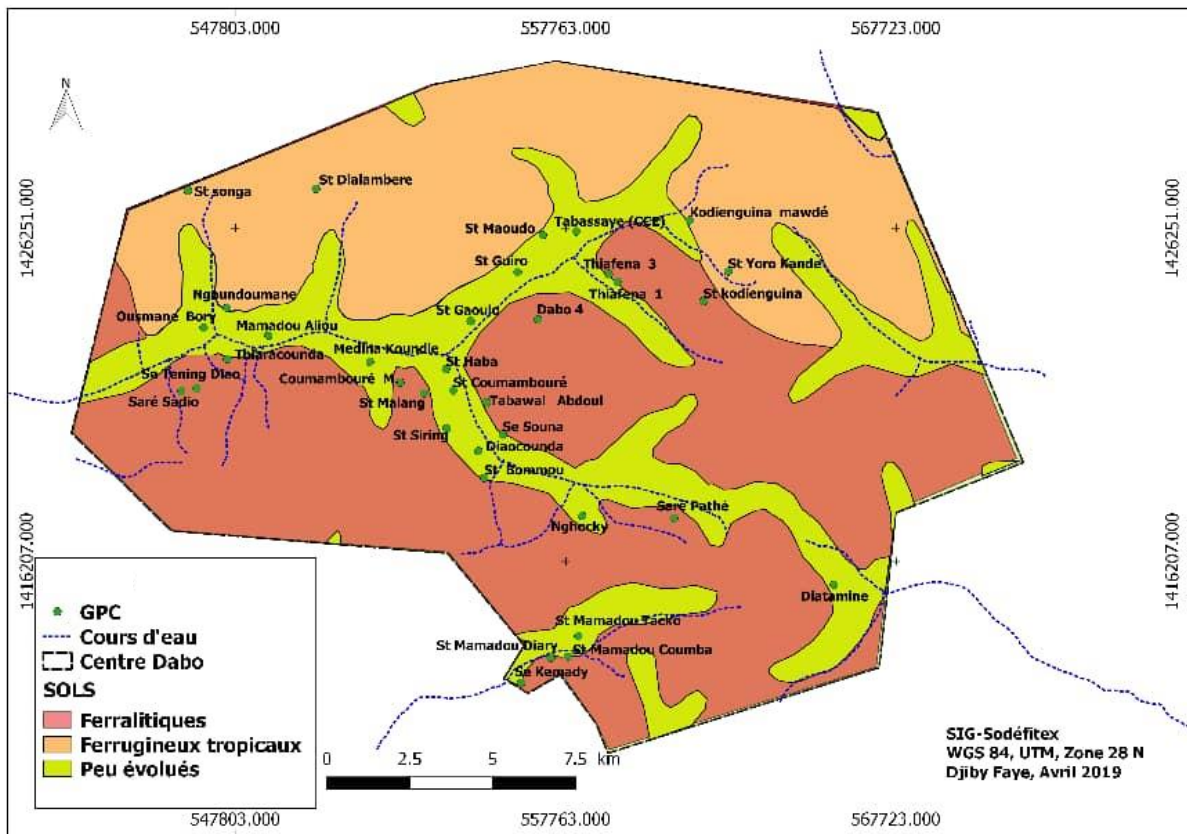 547803.000
557763.000
567723.000
N
1426251.000
1426251.000
St songa
St Dialambere
Kodienguina mawdé
Tabassaye (CCE)
St Maoudo
St Guiro
Thiafena 3
St Yoro Kande
Thiafena 1
St kodienguina
Ngoundoumane
Ousmane Bory
St Gaoulo
Dabo 4
Mamadou Aliou
Medina Koundie
Thiaracounda
St Haba
Se Tening Diao
Coumambouré M.
St Coumambouré
Saré Sadio
St Malang
Tabawal Abdoul
St Siring
Se Souna
Diaocounda
St Bommpu
Nghocky
Sare Pathé
1416207.000
1416207.000
Diatamine
St Mamadou Tacko
St Mamadou Diary
St Mamadou Coumba
Se Kemady
GPC
Cours d'eau
Centre Dabo
SOLS
Ferralitiques
Ferrugineux tropicaux
Peu évolués
0 2.5 5 7.5 km
SIG-Sodéfitex
WGS 84, UTM, Zone 28 N
Djiby Faye, Avril 2019
547803.000
557763.000
567723.000